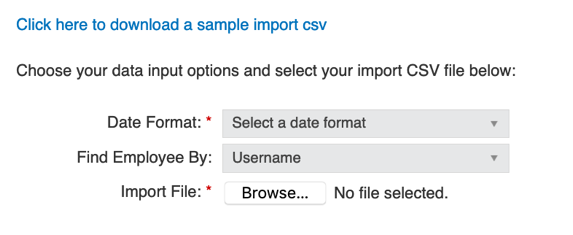 Click here to download a sample import csv
Choose your data input options and select your import CSV file below:
Date Format: * Select a date format
Find Employee By: Username
Import File: * Browse... No file selected.